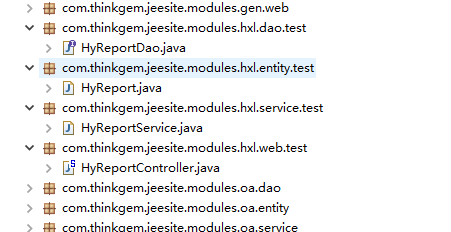 com.thinkgem.jeesite.modules.gen.web
com.thinkgem.jeesite.modules.hxl.dao.test
HyReportDao.java
com.thinkgem.jeesite.modules.hxl.entity.test
HyReport.java
com.thinkgem.jeesite.modules.hxl.service.test
HyReportService.java
com.thinkgem.jeesite.modules.hxl.web.test
HyReportController.java
com.thinkgem.jeesite.modules.oa.dao
com.thinkgem.jeesite.modules.oa.entity
com.thinkgem.jeesite.modules.oa.service